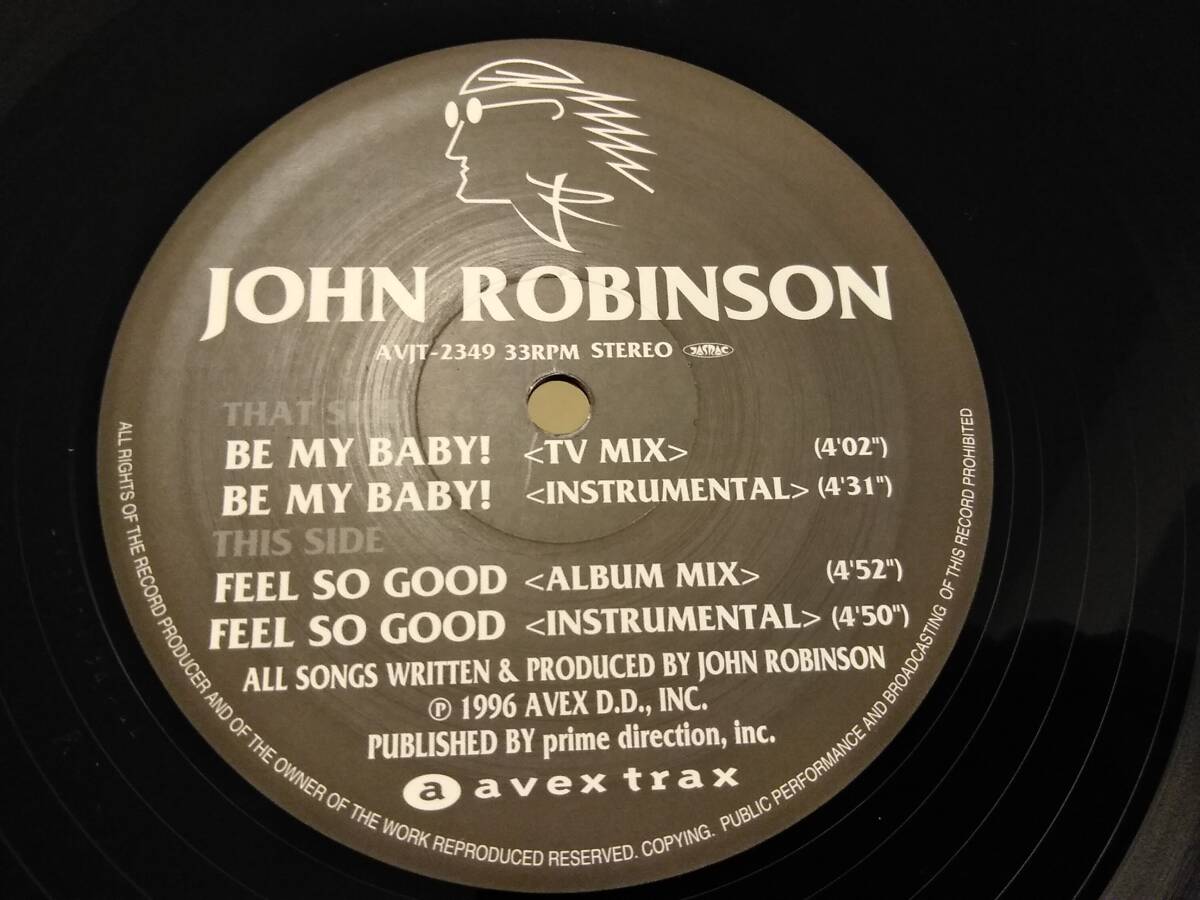 JOHN ROBINSON
AVJT-2349 33RPM STEREO JASRAC
THAT SIDE
BE MY BABY! <TV MIX> (4'02")
BE MY BABY! <INSTRUMENTAL> (4'31")
THIS SIDE
FEEL SO GOOD <ALBUM MIX> (4'52")
FEEL SO GOOD <INSTRUMENTAL> (4'50")
ALL SONGS WRITTEN & PRODUCED BY JOHN ROBINSON
℗ 1996 AVEX D.D., INC.
PUBLISHED BY prime direction, inc.
a avex trax
ALL RIGHTS OF THE RECORD PRODUCER AND OF THE OWNER OF THE WORK REPRODUCED RESERVED. COPYING. PUBLIC PERFORMANCE AND BROADCASTING OF THIS RECORD PROHIBITED